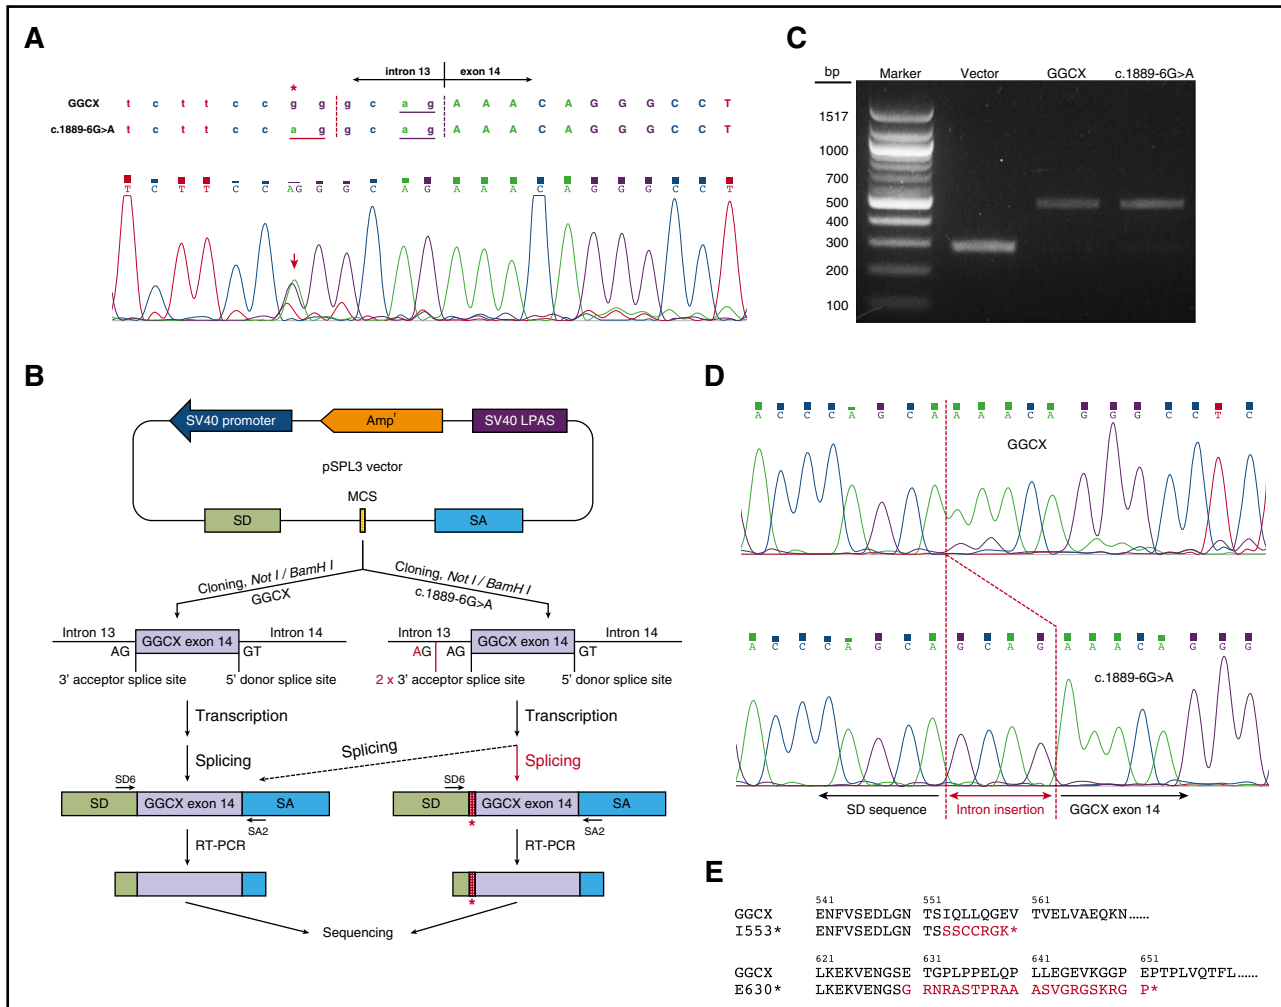 A
intron 13 exon 14
*
GGCX t c t t c c g g g c a g A A A C A G G G C C T
c.1889-6G>A t c t t c c a g g c a g A A A C A G G G C C T
T C T T C C AG G G C A G A A A C A G G G C C T
B
SV40 promoter Ampr SV40 LPAS
pSPL3 vector
MCS
SD SA
Cloning, Not I / BamH I Cloning, Not I / BamH I
GGCX c.1889-6G>A
Intron 13 GGCX exon 14 Intron 14 Intron 13 GGCX exon 14 Intron 14
AG GT AG AG GT
3' acceptor splice site 5' donor splice site 2 x 3' acceptor splice site 5' donor splice site
Transcription Transcription
Splicing Splicing Splicing
SD6 SD6
SD GGCX exon 14 SA SD GGCX exon 14 SA
* SA2 SA2
RT-PCR RT-PCR
*
Sequencing
C
bp Marker Vector GGCX c.1889-6G>A
1517
1000
700
500
400
300
200
100
D
A C C C A G C A A A A C A G G G C C T C
GGCX
A C C C A G C A G C A G A A A C A G G G
c.1889-6G>A
SD sequence Intron insertion GGCX exon 14
E
541 551 561
GGCX ENFVSEDLGN TSIQLLQGEV TVELVAEQKN......
I553* ENFVSEDLGN TSSSCCRGK*
621 631 641 651
GGCX LKEKVENGSE TGPLPPELQP LLEGEVKGGP EPTPLVQTFL...
E630* LKEKVENGSG RNRASTPRAA ASVGRGSKRG P*